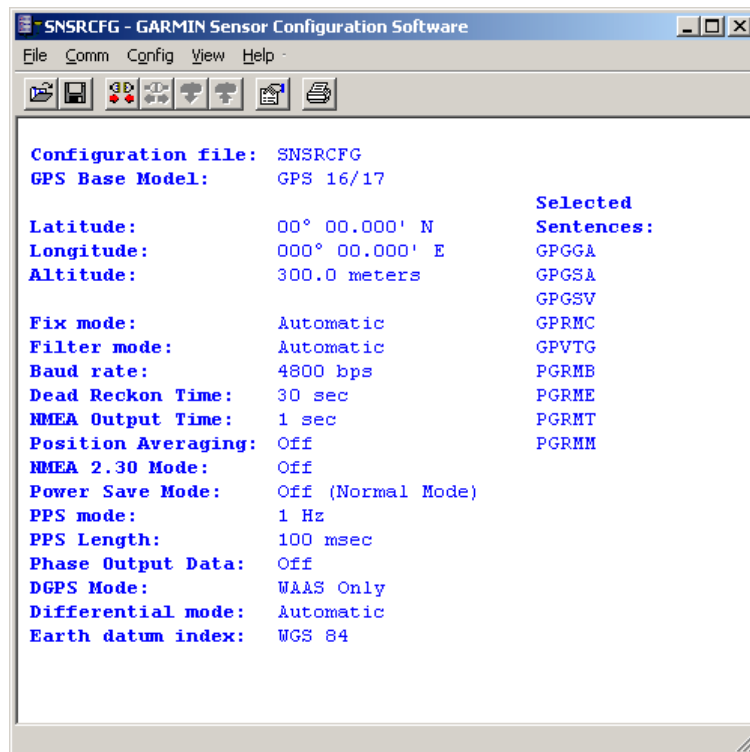 SNSRCFG - GARMIN Sensor Configuration Software
File Comm Config View Help
Configuration file: SNSRCFG
GPS Base Model: GPS 16/17
Latitude: 00° 00.000' N
Longitude: 000° 00.000' E
Altitude: 300.0 meters
Fix mode: Automatic
Filter mode: Automatic
Baud rate: 4800 bps
Dead Reckon Time: 30 sec
NMEA Output Time: 1 sec
Position Averaging: Off
NMEA 2.30 Mode: Off
Power Save Mode: Off (Normal Mode)
PPS mode: 1 Hz
PPS Length: 100 msec
Phase Output Data: Off
DGPS Mode: WAAS Only
Differential mode: Automatic
Earth datum index: WGS 84
Selected
Sentences:
GPGGA
GPGSA
GPGSV
GPRMC
GPVTG
PGRMB
PGRME
PGRMT
PGRMM